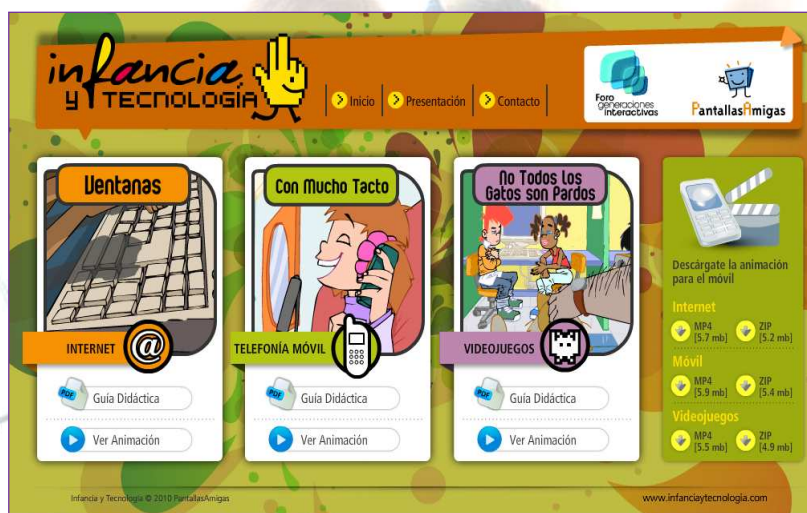 infancia
y TECNOLOGÍA
Inicio
Presentación
Contacto
Foro
generaciones
interactivas
PantallasAmigas
Ventanas
INTERNET
@
PDF
Guía Didáctica
Ver Animación
Con Mucho Tacto
TELEFONÍA MÓVIL
PDF
Guía Didáctica
Ver Animación
No Todos los
Gatos son Pardos
VIDEOJUEGOS
PDF
Guía Didáctica
Ver Animación
Descárgate la animación
para el móvil
Internet
MP4
[5.7 mb]
ZIP
[5.2 mb]
Móvil
MP4
[5.9 mb]
ZIP
[5.4 mb]
Videojuegos
MP4
[5.5 mb]
ZIP
[4.9 mb]
Infancia y Tecnología © 2010 PantallasAmigas
www.infanciaytecnologia.com